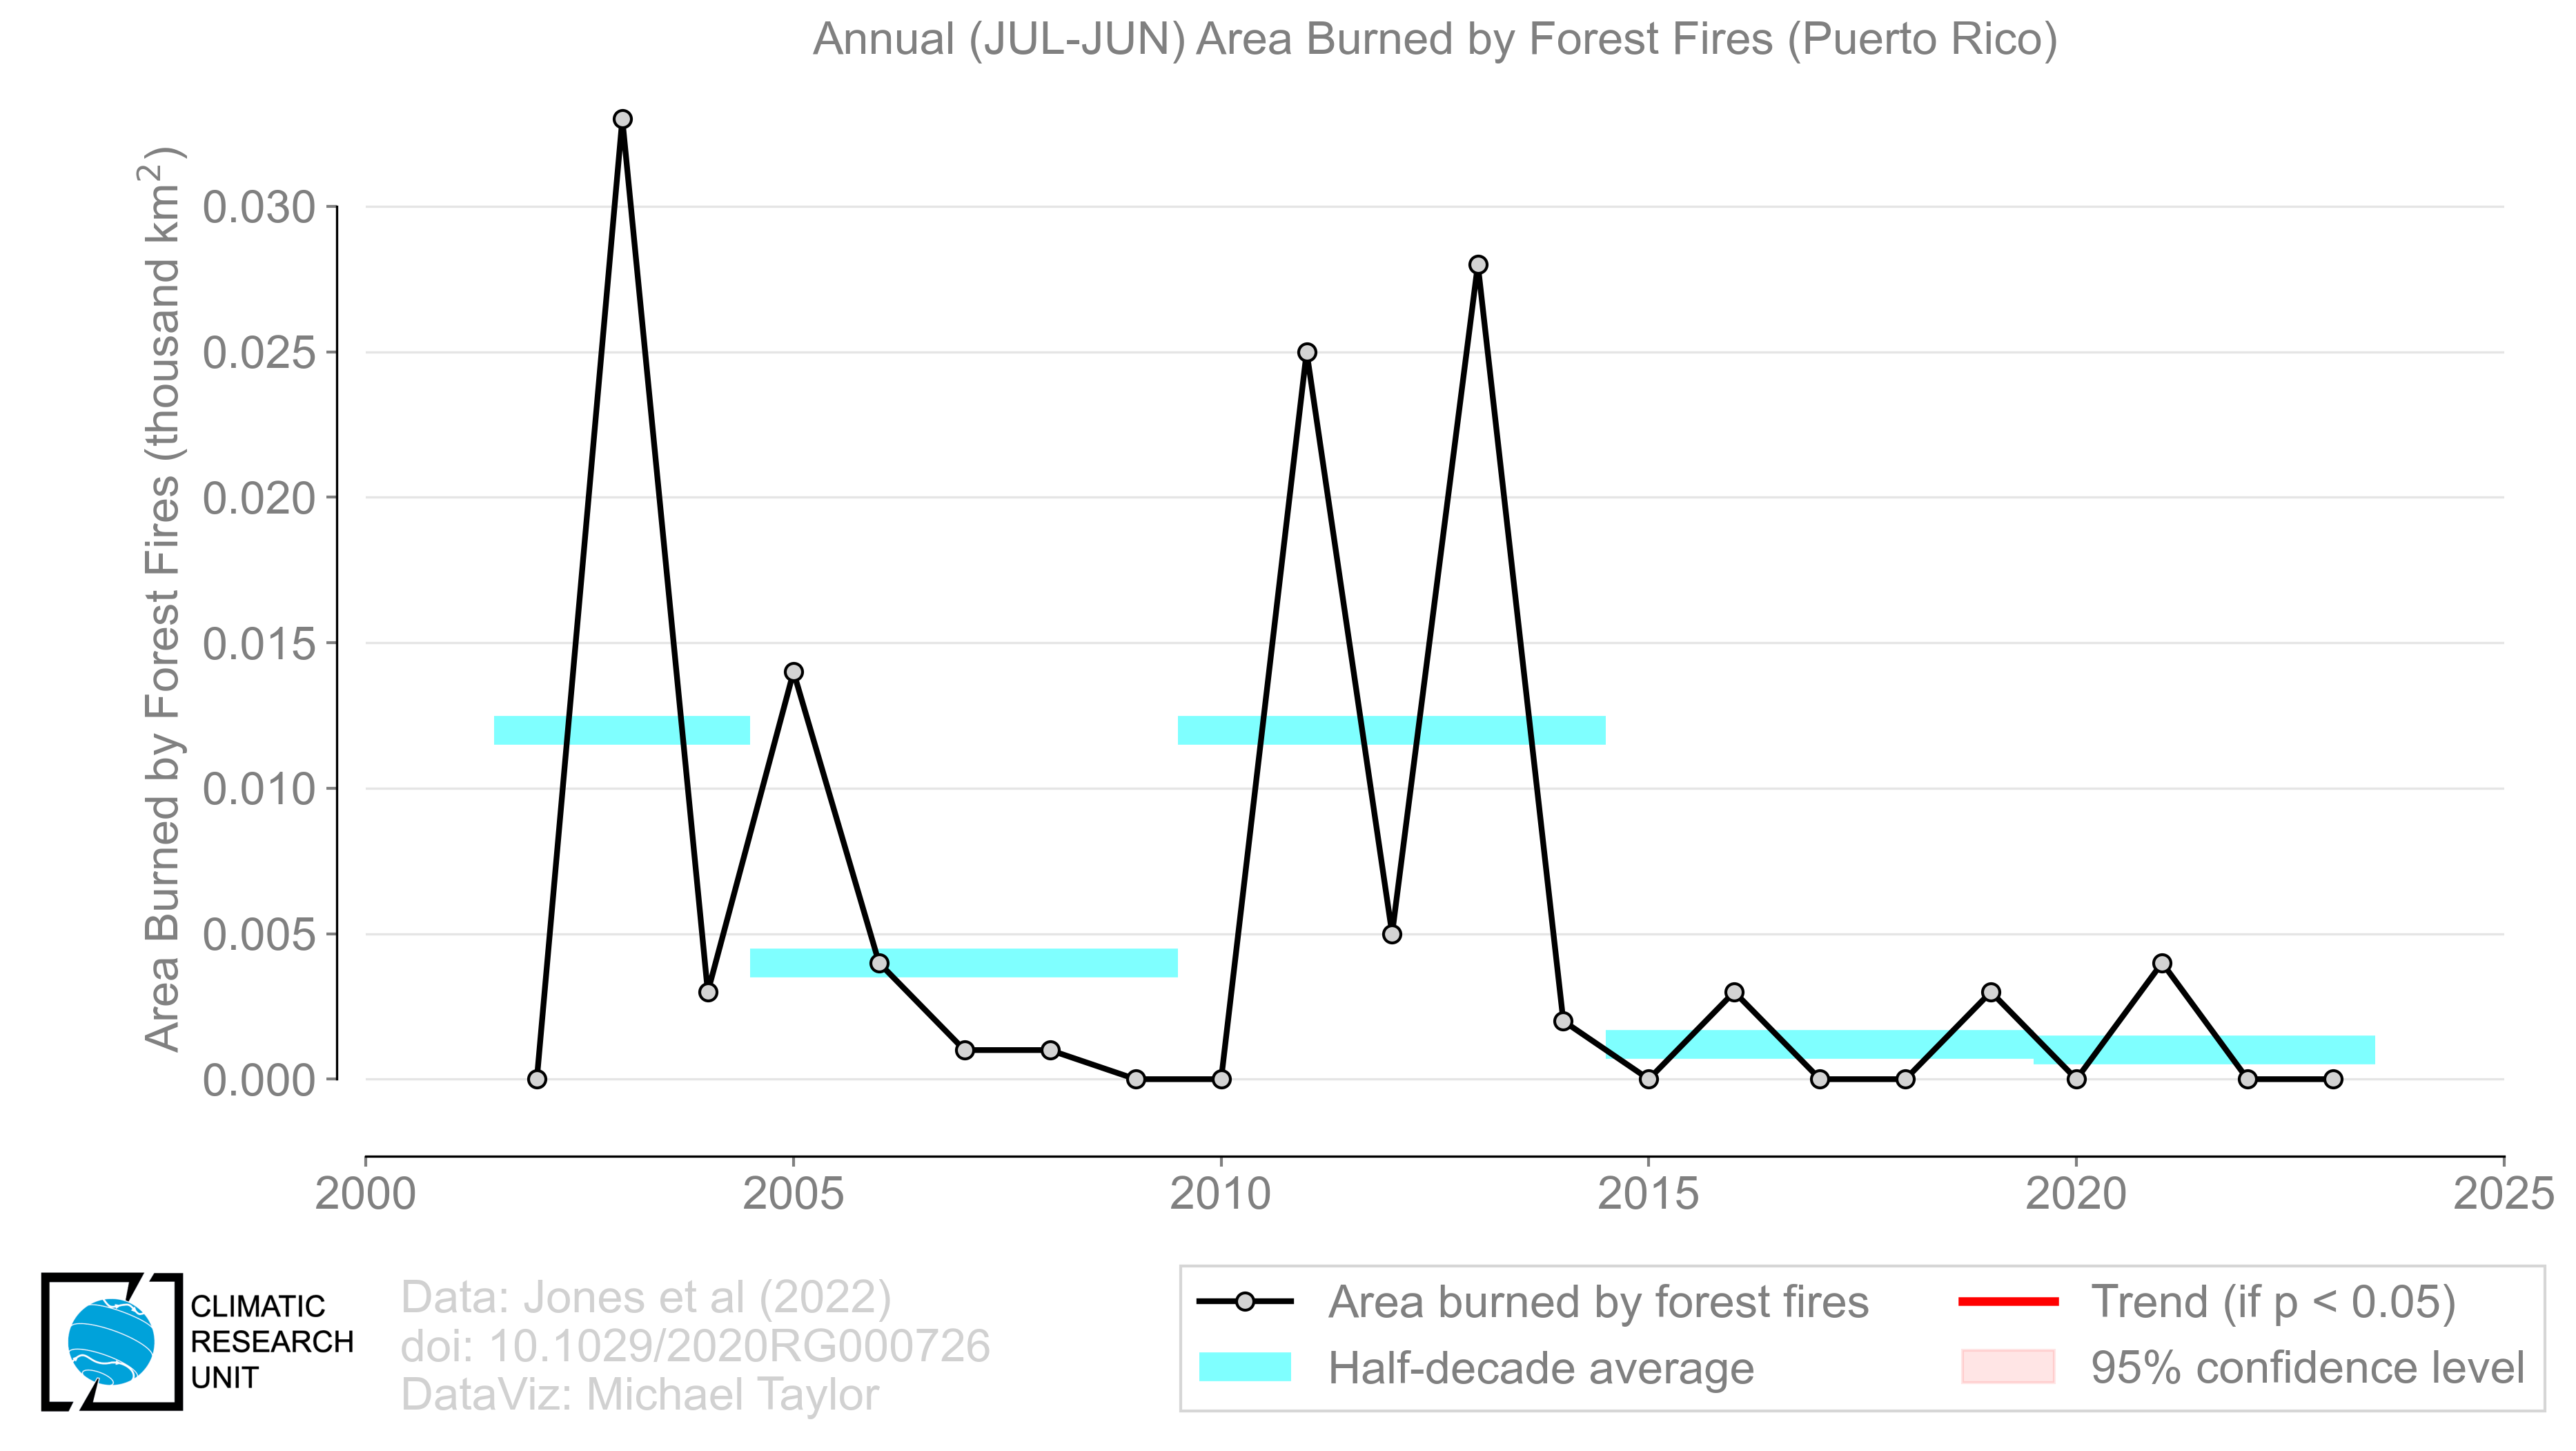 Annual (JUL-JUN) Area Burned by Forest Fires (Puerto Rico)
Area Burned by Forest Fires (thousand km²)
0.030
0.025
0.020
0.015
0.010
0.005
0.000
2000 2005 2010 2015 2020 2025
CLIMATIC
RESEARCH
UNIT
Data: Jones et al (2022)
doi: 10.1029/2020RG000726
DataViz: Michael Taylor
Area burned by forest fires
Half-decade average
Trend (if p < 0.05)
95% confidence level